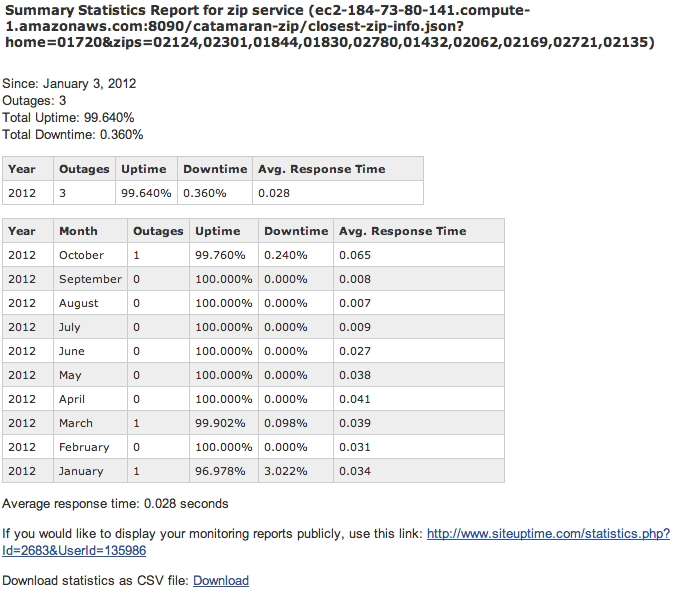 Summary Statistics Report for zip service (ec2-184-73-80-141.compute-
1.amazonaws.com:8090/catamaran-zip/closest-zip-info.json?
home=01720&zips=02124,02301,01844,01830,02780,01432,02062,02169,02721,02135)
Since: January 3, 2012
Outages: 3
Total Uptime: 99.640%
Total Downtime: 0.360%
Year Outages Uptime Downtime Avg. Response Time
2012 3 99.640% 0.360% 0.028
Year Month Outages Uptime Downtime Avg. Response Time
2012 October 1 99.760% 0.240% 0.065
2012 September 0 100.000% 0.000% 0.008
2012 August 0 100.000% 0.000% 0.007
2012 July 0 100.000% 0.000% 0.009
2012 June 0 100.000% 0.000% 0.027
2012 May 0 100.000% 0.000% 0.038
2012 April 0 100.000% 0.000% 0.041
2012 March 1 99.902% 0.098% 0.039
2012 February 0 100.000% 0.000% 0.031
2012 January 1 96.978% 3.022% 0.034
Average response time: 0.028 seconds
If you would like to display your monitoring reports publicly, use this link: http://www.siteuptime.com/statistics.php?
Id=2683&UserId=135986
Download statistics as CSV file: Download